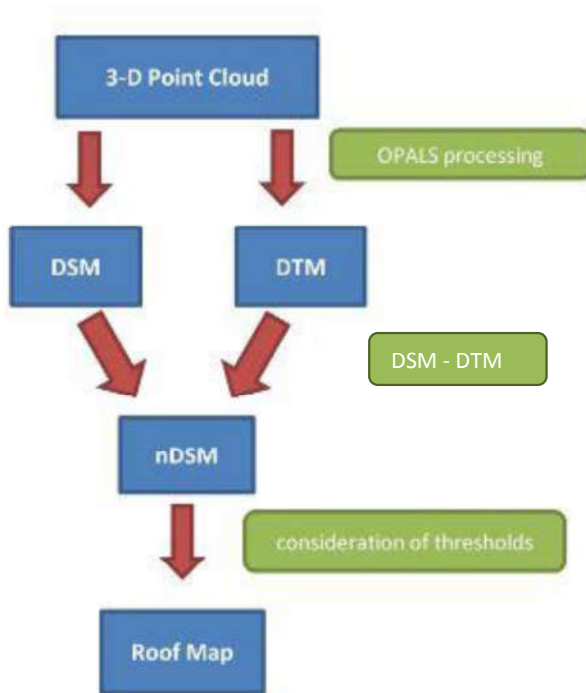 3-D Point Cloud
OPALS processing
DSM
DTM
DSM - DTM
nDSM
consideration of thresholds
Roof Map